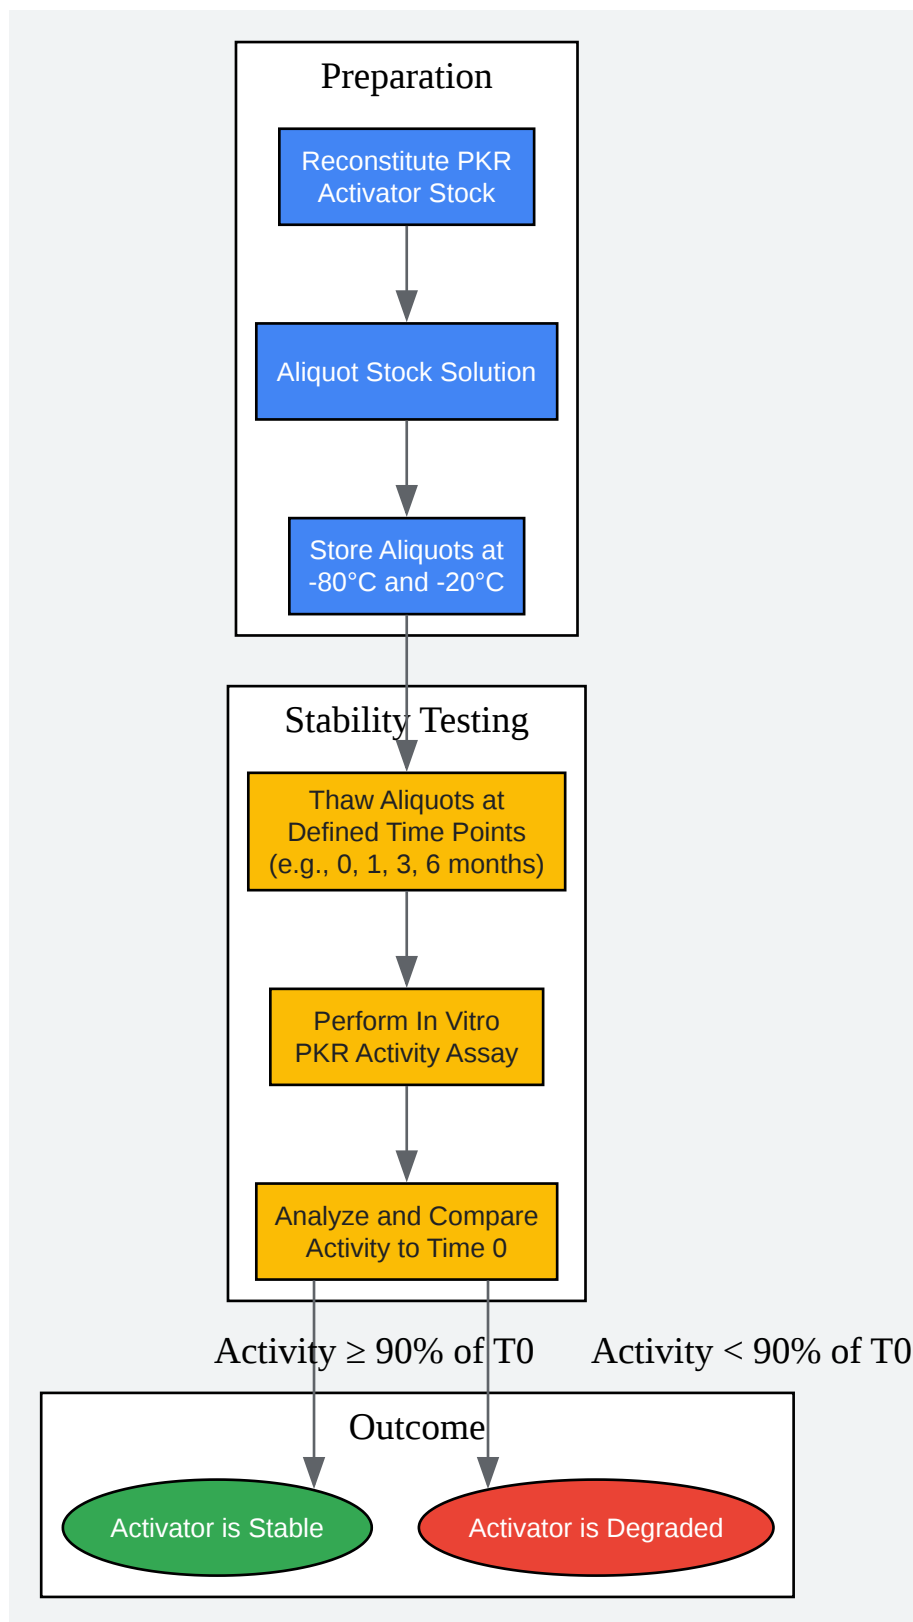 Preparation
Reconstitute PKR
Activator Stock
Aliquot Stock Solution
Store Aliquots at
-80°C and -20°C
Stability Testing
Thaw Aliquots at
Defined Time Points
(e.g., 0, 1, 3, 6 months)
Perform In Vitro
PKR Activity Assay
Analyze and Compare
Activity to Time 0
Activity ≥ 90% of T0
Activity < 90% of T0
Outcome
Activator is Stable
Activator is Degraded